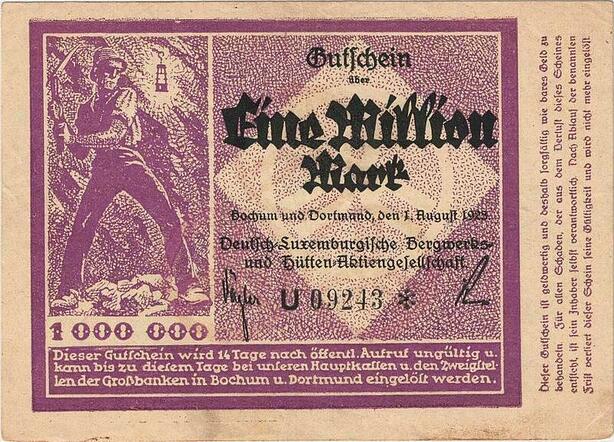 Gutschein
über
Eine Million
Mark
Bochum und Dortmund, den 1. August 1923
Deutsch-Luxemburgische Bergwerks-
und Hütten-Aktiengesellschaft
U 09243 *
1 000 000
Dieser Gutschein wird 14 Tage nach öffentl. Aufruf ungültig u.
kann bis zu diesem Tage bei unseren Hauptkassen u. den Zweigstel-
len der Großbanken in Bochum u. Dortmund eingelöst werden.
Dieser Gutschein ist geldwertig und deshalb sorgfältig wie bares Geld zu
behandeln. Für allen Schaden, der aus dem Verlust dieses Scheines
entsteht, ist sein Inhaber selbst verantwortlich. Nach Ablauf der benannten
Frist verliert dieser Schein seine Gültigkeit und wird nicht mehr eingelöst